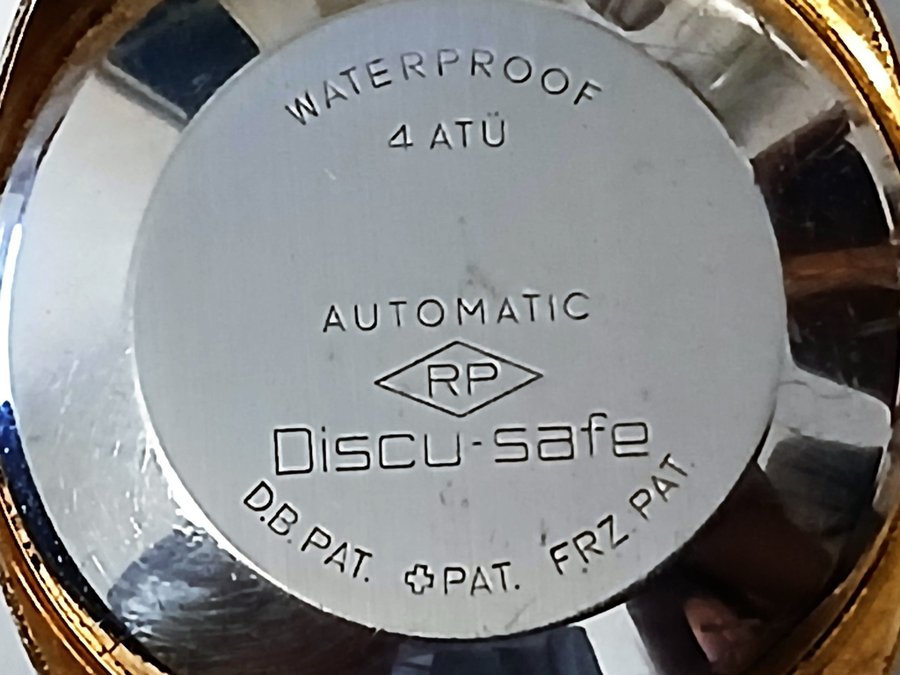 WATERPROOF
4 ATÜ
AUTOMATIC
RP
Discu-safe
D.B. PAT. ✚PAT. FRZ. PAT.